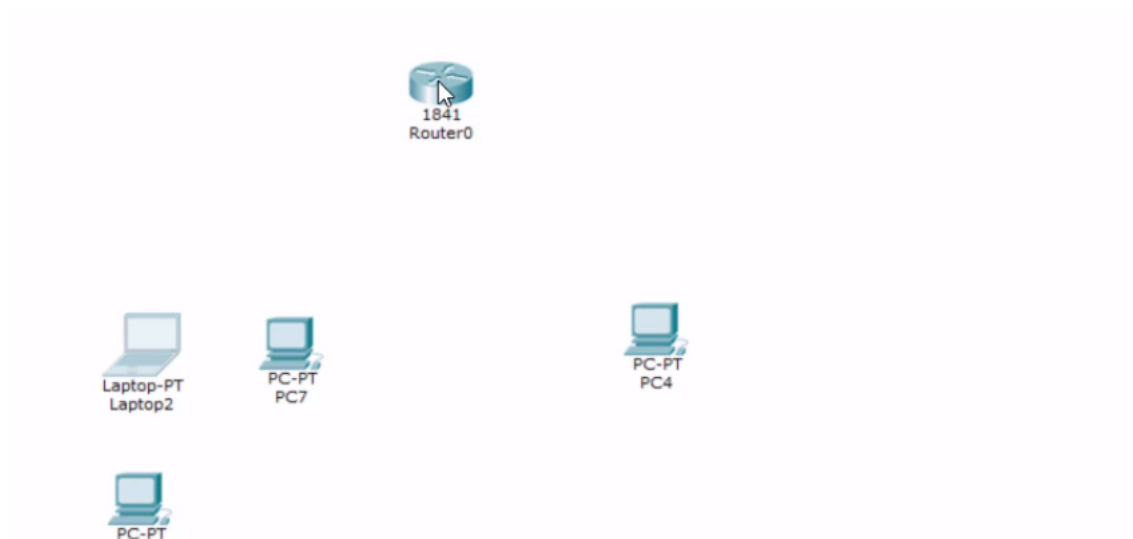 1841
Router0
Laptop-PT
Laptop2
PC-PT
PC7
PC-PT
PC4
PC-PT